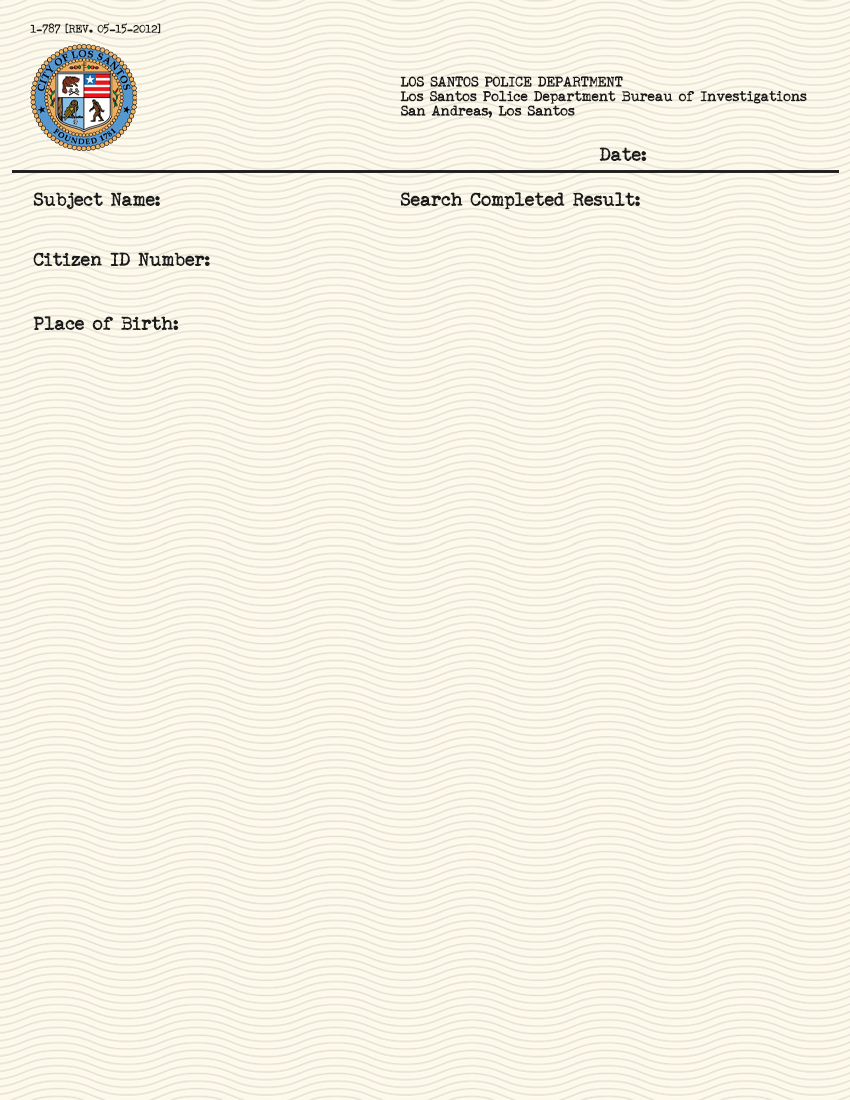 1-787 [REV. 05-15-2012]
CITY OF LOS SANTOS
FOUNDED 1781
LOS SANTOS POLICE DEPARTMENT
Los Santos Police Department Bureau of Investigations
San Andreas, Los Santos
Date:
Subject Name:
Search Completed Result:
Citizen ID Number:
Place of Birth: